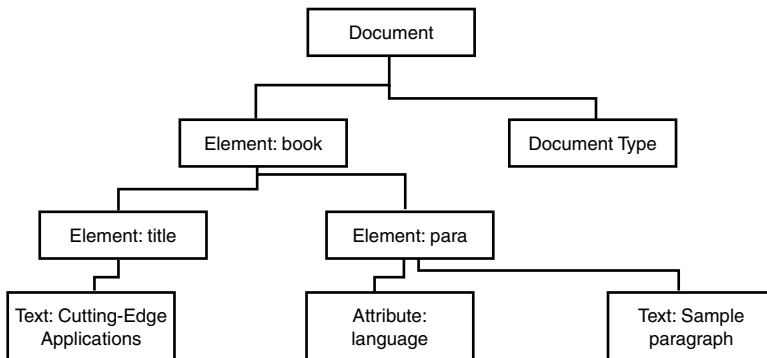 Document
Element: book
Document Type
Element: title
Element: para
Text: Cutting-Edge
Applications
Attribute:
language
Text: Sample
paragraph